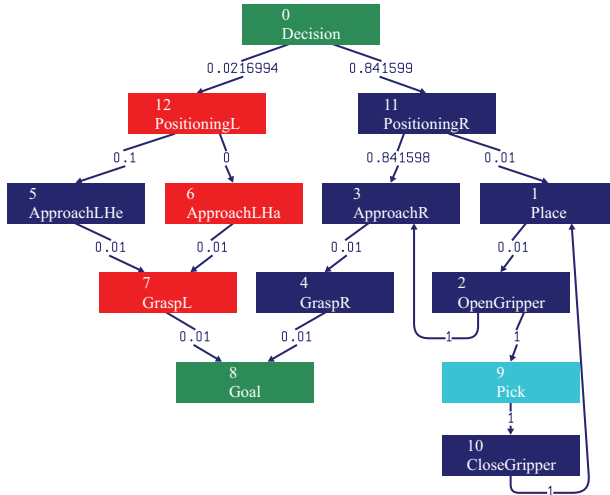 0
Decision
0.0216994
0.841599
12
PositioningL
11
PositioningR
0.1
0
0.841598
0.01
5
ApproachLHe
6
ApproachLHa
3
ApproachR
1
Place
0.01
0.01
0.01
0.01
7
GraspL
4
GraspR
2
OpenGripper
0.01
0.01
1
1
8
Goal
9
Pick
1
10
CloseGripper
1